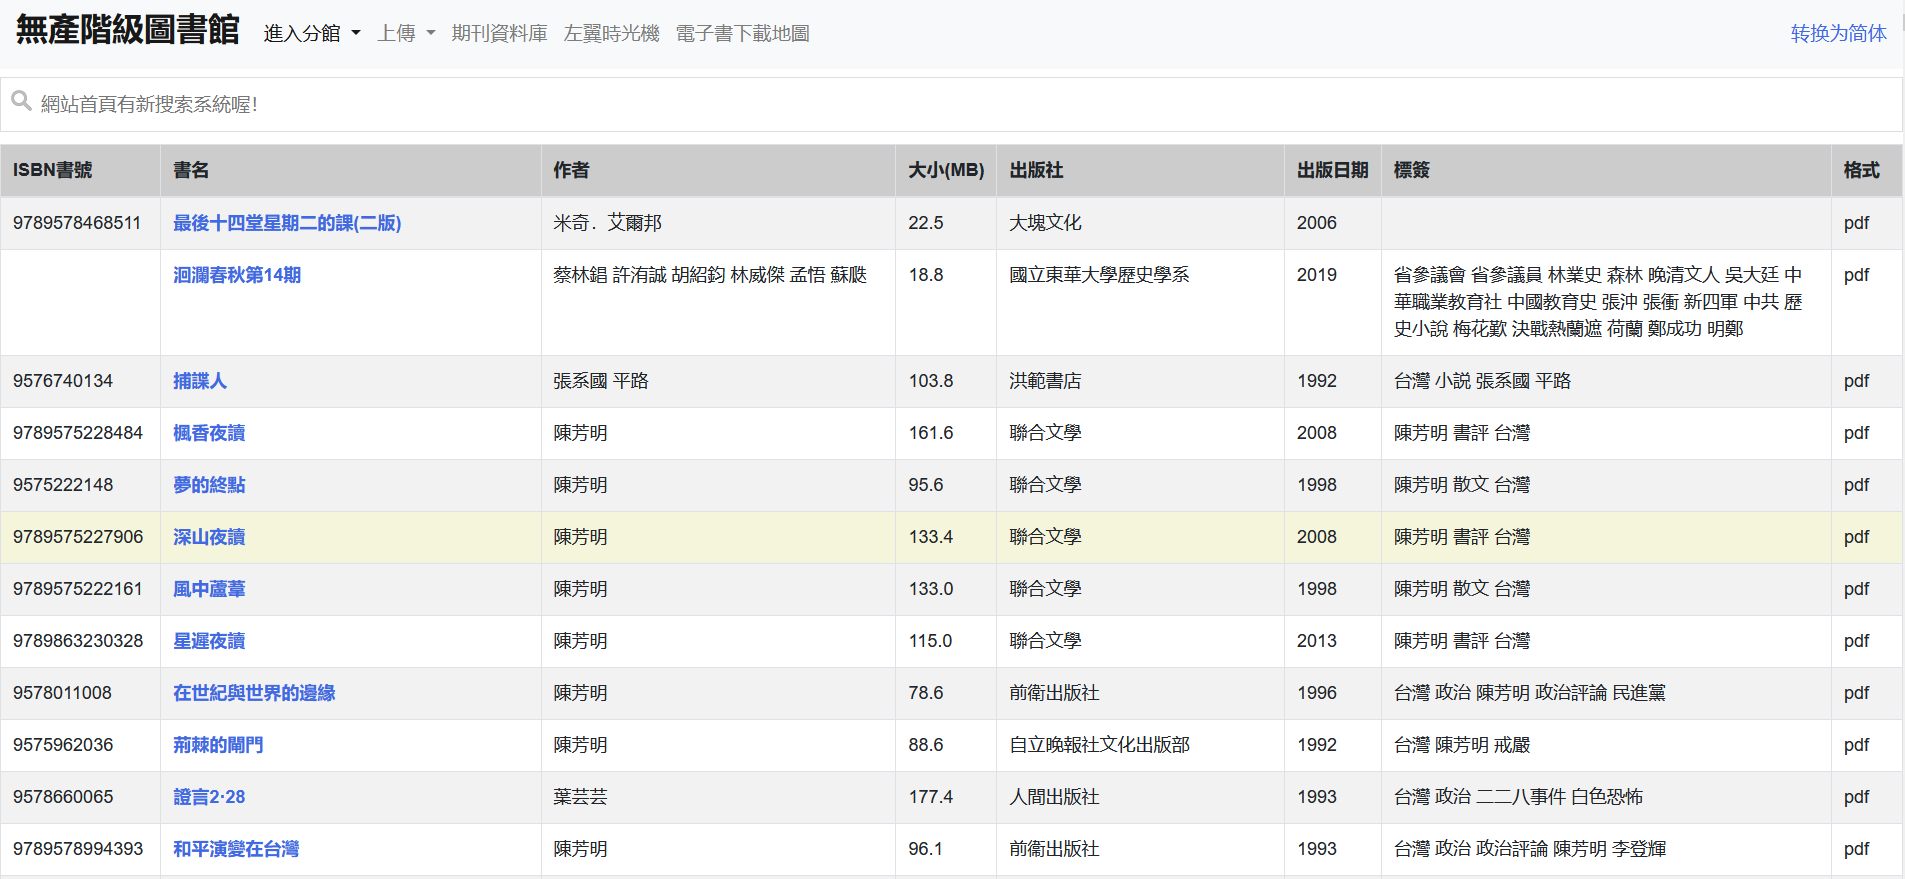 無產階級圖書館 進入分館 上傳 期刊資料庫 左翼時光機 電子書下載地圖 转换为简体
網站首頁有新搜索系統喔!
ISBN書號 書名 作者 大小(MB) 出版社 出版日期 標簽 格式
9789578468511 最後十四堂星期二的課(二版) 米奇．艾爾邦 22.5 大塊文化 2006 pdf
洄瀾春秋第14期 蔡林錩 許洧誠 胡紹鈞 林威傑 孟悟 蘇瞇 18.8 國立東華大學歷史學系 2019 省參議會 省參議員 林業史 森林 晚清文人 吳大廷 中 pdf
華職業教育社 中國教育史 張沖 張衝 新四軍 中共 歷
史小說 梅花歎 決戰熱蘭遮 荷蘭 鄭成功 明鄭
9576740134 捕諜人 張系國 平路 103.8 洪範書店 1992 台灣 小説 張系國 平路 pdf
9789575228484 楓香夜讀 陳芳明 161.6 聯合文學 2008 陳芳明 書評 台灣 pdf
9575222148 夢的終點 陳芳明 95.6 聯合文學 1998 陳芳明 散文 台灣 pdf
9789575227906 深山夜讀 陳芳明 133.4 聯合文學 2008 陳芳明 書評 台灣 pdf
9789575222161 風中蘆葦 陳芳明 133.0 聯合文學 1998 陳芳明 散文 台灣 pdf
9789863230328 星遲夜讀 陳芳明 115.0 聯合文學 2013 陳芳明 書評 台灣 pdf
9578011008 在世紀與世界的邊緣 陳芳明 78.6 前衛出版社 1996 台灣 政治 陳芳明 政治評論 民進黨 pdf
9575962036 荊棘的閘門 陳芳明 88.6 自立晚報社文化出版部 1992 台灣 陳芳明 戒嚴 pdf
9578660065 證言2·28 葉芸芸 177.4 人間出版社 1993 台灣 政治 二二八事件 白色恐怖 pdf
9789578994393 和平演變在台灣 陳芳明 96.1 前衞出版社 1993 台灣 政治 政治評論 陳芳明 李登輝 pdf